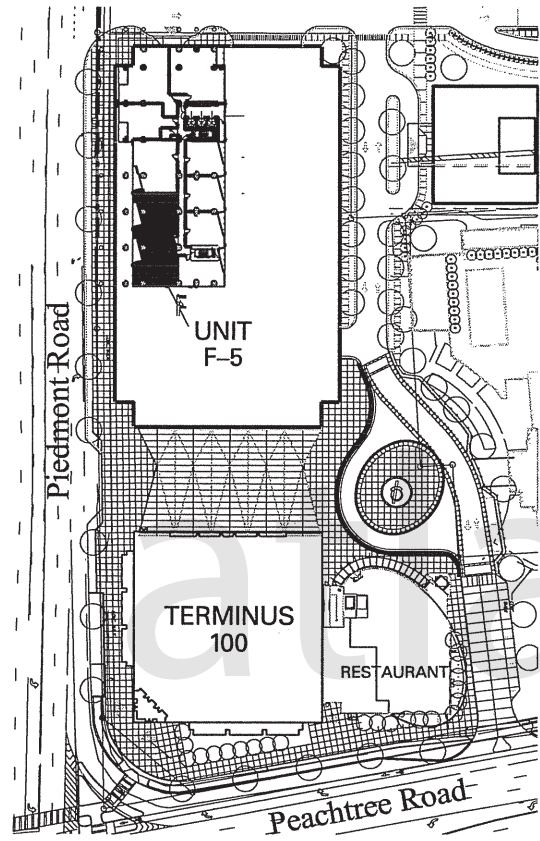 UNIT
F–5
Piedmont Road
TERMINUS
100
RESTAURANT
Peachtree Road